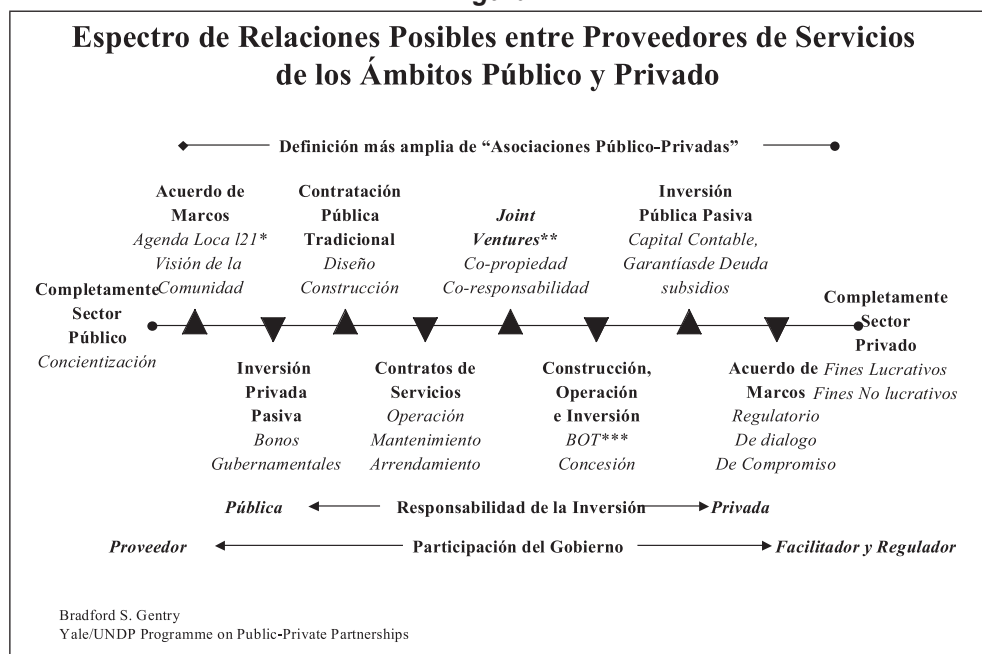 Espectro de Relaciones Posibles entre Proveedores de Servicios
de los Ámbitos Público y Privado
Definición más amplia de “Asociaciones Público-Privadas”
Acuerdo de
Marcos
Agenda Loca l21*
Visión de la
Comunidad
Contratación
Pública
Tradicional
Diseño
Construcción
Joint
Ventures**
Co-propiedad
Co-responsabilidad
Inversión
Pública Pasiva
Capital Contable,
Garantíasde Deuda
subsidios
Completamente
Sector
Público
Concientización
Completamente
Sector
Privado
Fines Lucrativos
Fines No lucrativos
Inversión
Privada
Pasiva
Bonos
Gubernamentales
Contratos de
Servicios
Operación
Mantenimiento
Arrendamiento
Construcción,
Operación
e Inversión
BOT***
Concesión
Acuerdo de
Marcos
Regulatorio
De dialogo
De Compromiso
Pública Responsabilidad de la Inversión Privada
Proveedor Participación del Gobierno Facilitador y Regulador
Bradford S. Gentry
Yale/UNDP Programme on Public-Private Partnerships